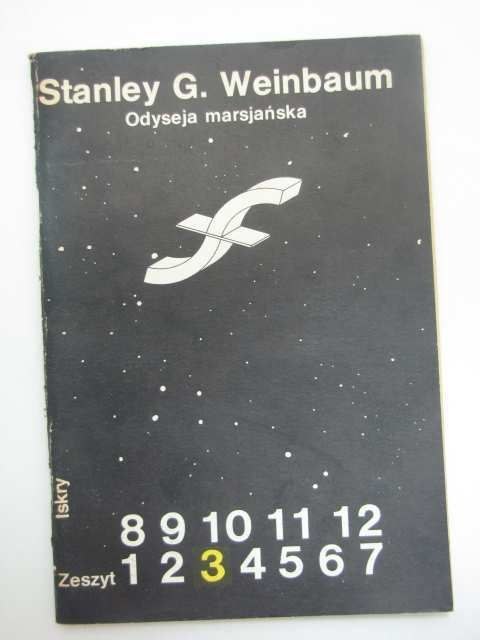 Stanley G. Weinbaum
Odyseja marsjańska
Iskry
8 9 10 11 12
Zeszyt 1 2 3 4 5 6 7